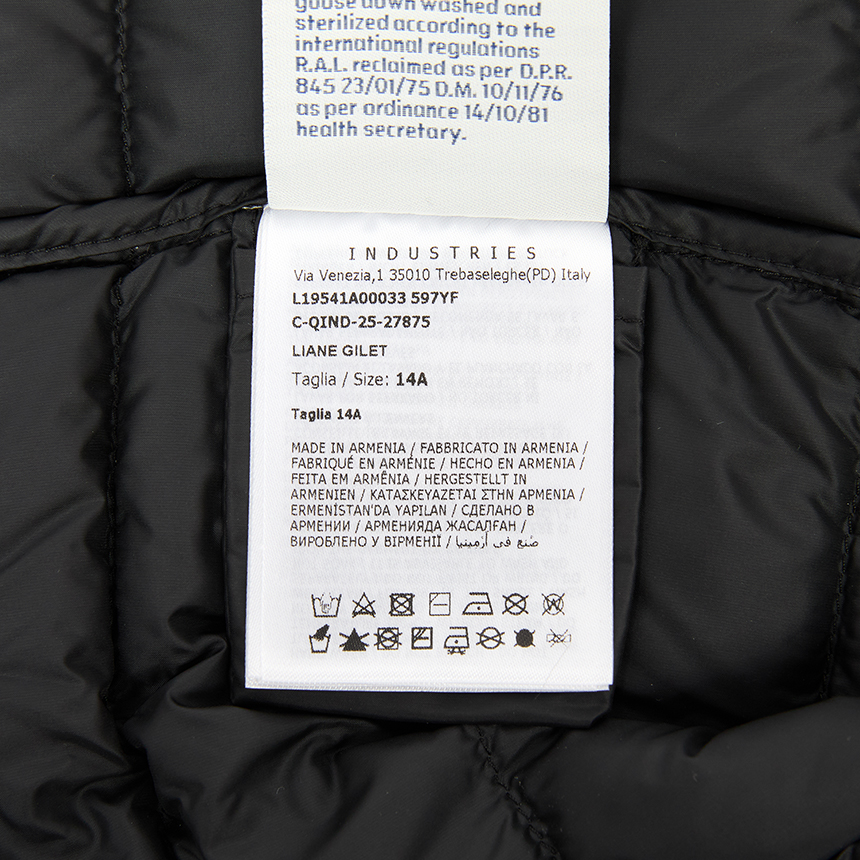 goose down washed and
sterilized according to the
international regulations
R.A.L. reclaimed as per D.P.R.
845 23/01/75 D.M. 10/11/76
as per ordinance 14/10/81
health secretary.
INDUSTRIES
Via Venezia,1 35010 Trebaseleghe(PD) Italy
L19541A00033 597YF
C-QIND-25-27875
LIANE GILET
Taglia / Size: 14A
Taglia 14A
MADE IN ARMENIA / FABBRICATO IN ARMENIA /
FABRIQUÉ EN ARMÉNIE / HECHO EN ARMENIA /
FEITA EM ARMÊNIA / HERGESTELLT IN
ARMENIEN / ΚΑΤΑΣΚΕΥΑΖΕΤΑΙ ΣΤΗΝ ΑΡΜΕΝΙΑ /
ERMENİSTAN'DA YAPILAN / СДЕЛАНО В
АРМЕНИИ / АРМЕНИЯДА ЖАСАЛҒАН /
ВИРОБЛЕНО У ВІРМЕНІЇ / صُنع في أرمينيا